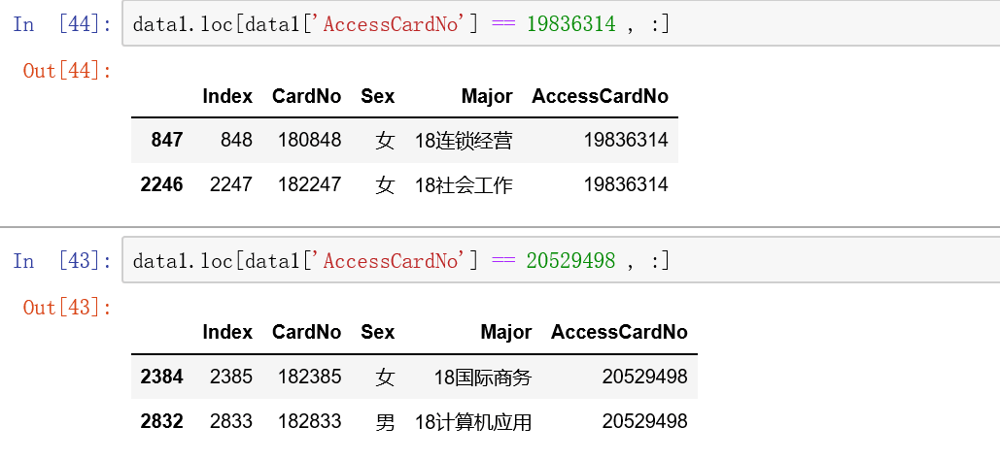 In [44]: data1.loc[data1['AccessCardNo'] == 19836314 , :]
Out[44]:
Index CardNo Sex Major AccessCardNo
847 848 180848 女 18连锁经营 19836314
2246 2247 182247 女 18社会工作 19836314
In [43]: data1.loc[data1['AccessCardNo'] == 20529498 , :]
Out[43]:
Index CardNo Sex Major AccessCardNo
2384 2385 182385 女 18国际商务 20529498
2832 2833 182833 男 18计算机应用 20529498